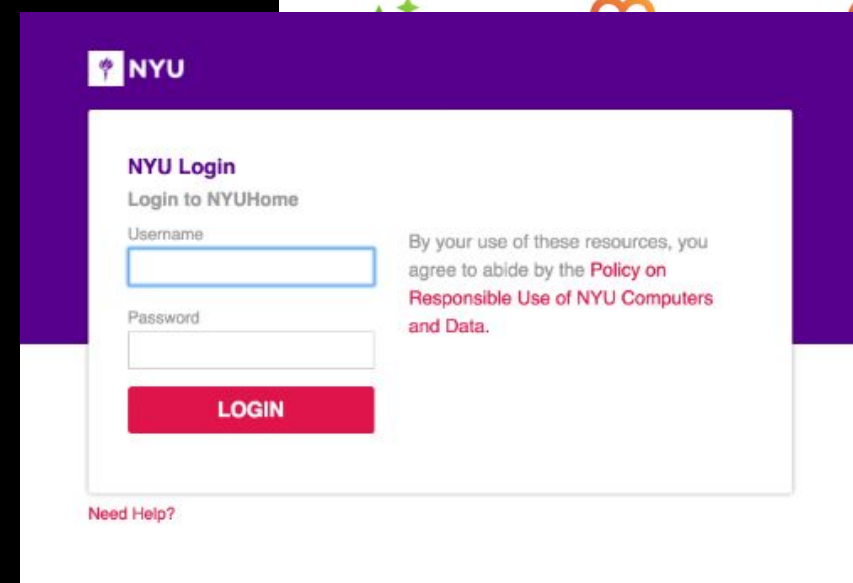 NYU
NYU Login
Login to NYUHome
Username
By your use of these resources, you
agree to abide by the Policy on
Responsible Use of NYU Computers
and Data.
Password
LOGIN
Need Help?